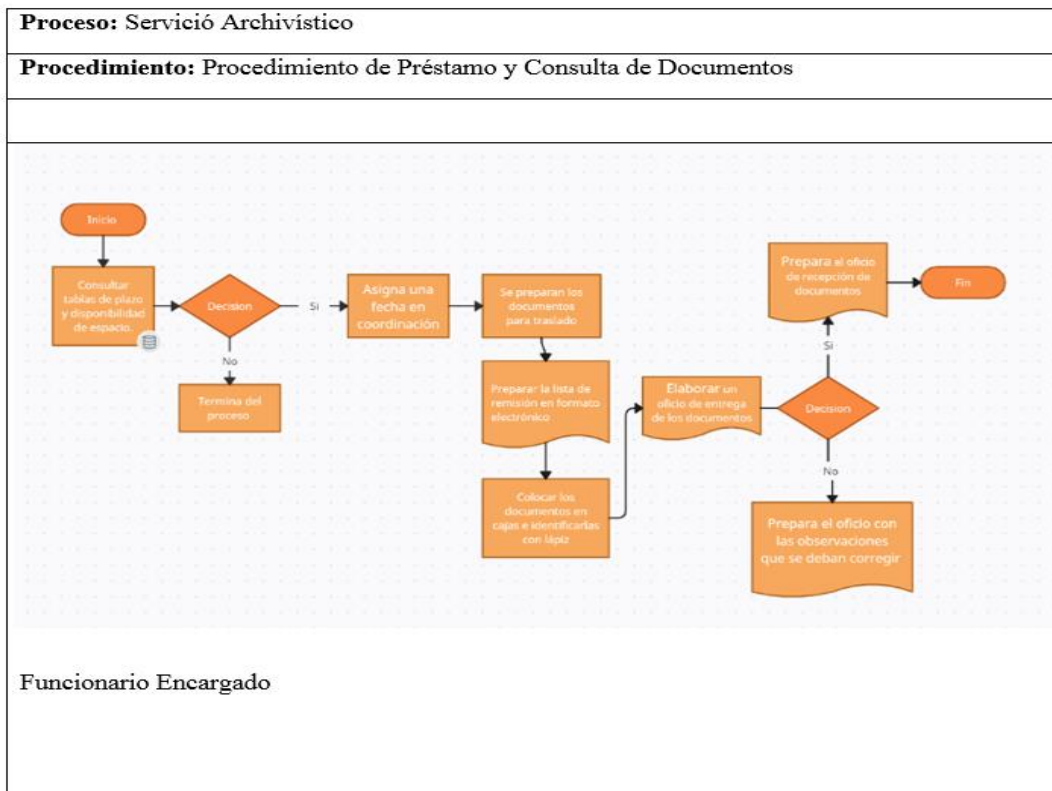 Proceso: Servició Archivístico
Procedimiento: Procedimiento de Préstamo y Consulta de Documentos
Inicio
Consultar
tablas de plazo
y disponibilidad
de espacio.
Decision
Si
No
Termina del
proceso
Asigna una
fecha en
coordinación
Se preparan los
documentos
para traslado
Preparar la lista de
remisión en formato
electrónico
Colocar los
documentos en
cajas e identificarlas
con lápiz
Elaborar un
oficio de entrega
de los documentos
Decision
Si
Prepara el oficio
de recepción de
documentos
Fin
No
Prepara el oficio con
las observaciones
que se deban corregir
Funcionario Encargado